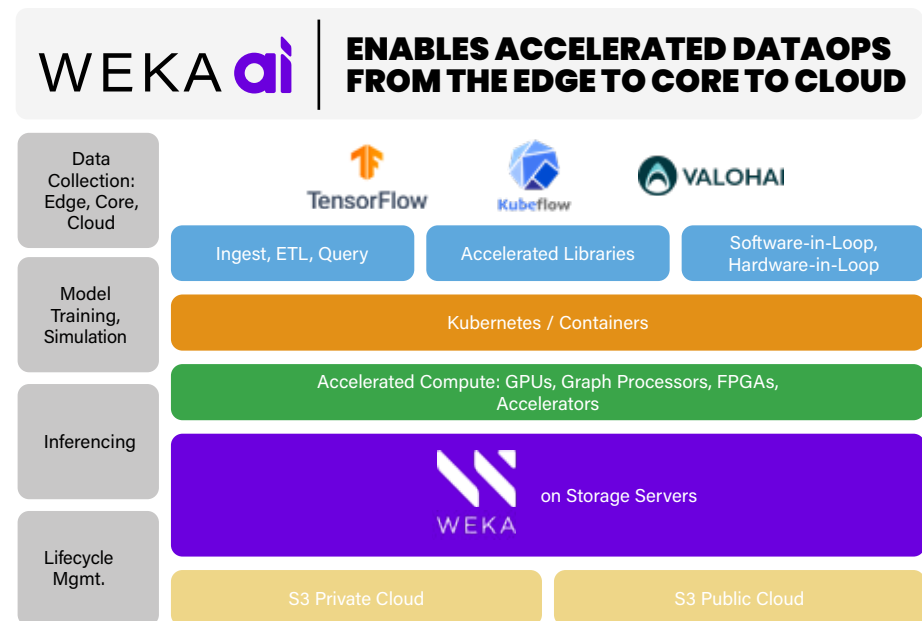 WEKA ai
ENABLES ACCELERATED DATAOPS
FROM THE EDGE TO CORE TO CLOUD
Data
Collection:
Edge, Core,
Cloud
TensorFlow
Kubeflow
VALOHAI
Ingest, ETL, Query
Accelerated Libraries
Software-in-Loop,
Hardware-in-Loop
Model
Training,
Simulation
Kubernetes / Containers
Accelerated Compute: GPUs, Graph Processors, FPGAs,
Accelerators
Inferencing
WEKA
on Storage Servers
Lifecycle
Mgmt.
S3 Private Cloud
S3 Public Cloud